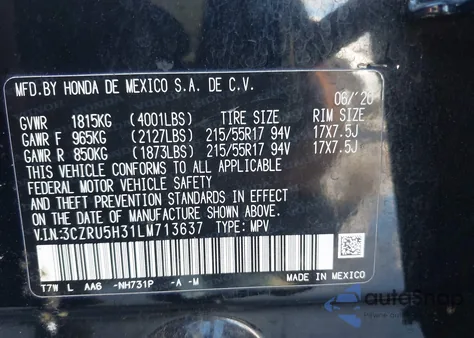 MFD.BY HONDA DE MEXICO S.A. DE C.V.
06/'20
GVWR 1815KG (4001LBS) TIRE SIZE RIM SIZE
GAWR F 965KG (2127LBS) 215/55R17 94V 17X7.5J
GAWR R 850KG (1873LBS) 215/55R17 94V 17X7.5J
THIS VEHICLE CONFORMS TO ALL APPLICABLE
FEDERAL MOTOR VEHICLE SAFETY
AND THEFT PREVENTION STANDARDS IN EFFECT
ON THE DATE OF MANUFACTURE SHOWN ABOVE.
V.I.N:3CZRU5H31LM713637 TYPE: MPV
T7W L AA6 -NH731P -A -M
MADE IN MEXICO
autosnap